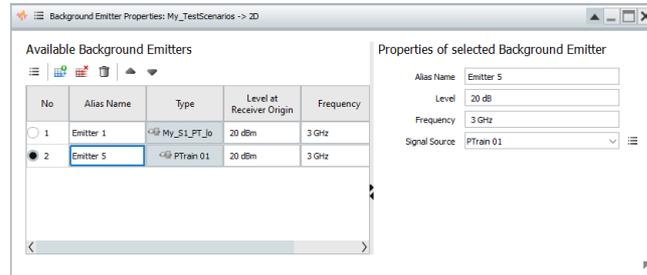 Background Emitter Properties: My_TestScenarios -> 2D
Available Background Emitters
No Alias Name Type Level at Receiver Origin Frequency
1 Emitter 1 My_S1_PT_lo 20 dBm 3 GHz
2 Emitter 5 PTrain 01 20 dBm 3 GHz
Properties of selected Background Emitter
Alias Name Emitter 5
Level 20 dB
Frequency 3 GHz
Signal Source PTrain 01